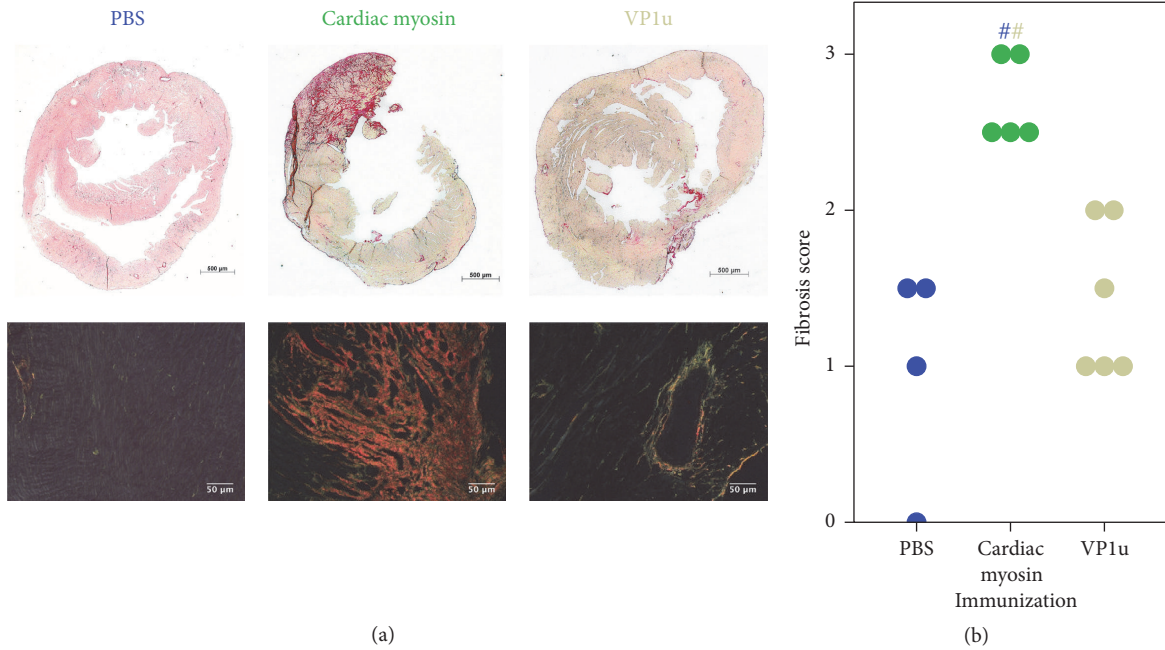 PBS
Cardiac myosin
VP1u
500 µm
500 µm
500 µm
50 µm
50 µm
50 µm
(a)
##
Fibrosis score
3
2
1
0
PBS
Cardiac
myosin
VP1u
Immunization
(b)